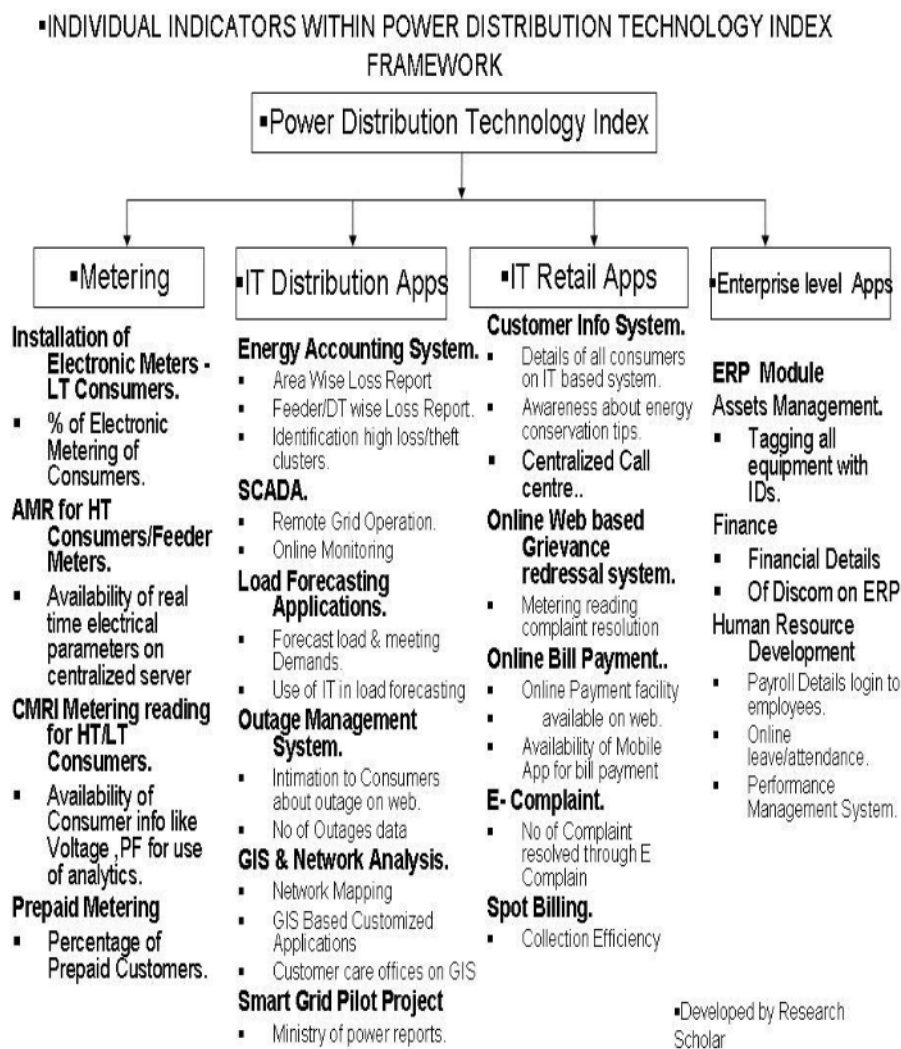 ▪INDIVIDUAL INDICATORS WITHIN POWER DISTRIBUTION TECHNOLOGY INDEX
FRAMEWORK
▪Power Distribution Technology Index
▪Metering
Installation of
Electronic Meters -
LT Consumers.
▪ % of Electronic
Metering of
Consumers.
AMR for HT
Consumers/Feeder
Meters.
▪ Availability of real
time electrical
parameters on
centralized server
CMRI Metering reading
for HT/LT
Consumers.
▪ Availability of
Consumer info like
Voltage ,PF for use
of analytics.
Prepaid Metering
▪ Percentage of
Prepaid Customers.
▪IT Distribution Apps
Energy Accounting System.
▪ Area Wise Loss Report
▪ Feeder/DT wise Loss Report.
▪ Identification high loss/theft
clusters.
SCADA.
▪ Remote Grid Operation.
▪ Online Monitoring
Load Forecasting
Applications.
▪ Forecast load & meeting
Demands.
▪ Use of IT in load forecasting
Outage Management
System.
▪ Intimation to Consumers
about outage on web.
▪ No of Outages data
GIS & Network Analysis.
▪ Network Mapping
▪ GIS Based Customized
Applications
▪ Customer care offices on GIS
Smart Grid Pilot Project
▪ Ministry of power reports.
▪IT Retail Apps
Customer Info System.
▪ Details of all consumers
on IT based system.
▪ Awareness about energy
conservation tips.
▪ Centralized Call
centre..
Online Web based
Grievance
redressal system.
▪ Metering reading
complaint resolution
Online Bill Payment..
▪ Online Payment facility
▪ available on web.
▪ Availability of Mobile
App for bill payment
E- Complaint.
▪ No of Complaint
resolved through E
Complain
Spot Billing.
▪ Collection Efficiency
▪Enterprise level Apps
ERP Module
Assets Management.
▪ Tagging all
equipment with
IDs.
Finance
▪ Financial Details
▪ Of Discom on ERP
Human Resource
Development
▪ Payroll Details login to
employees.
▪ Online
leave/attendance.
▪ Performance
Management System.
▪Developed by Research
Scholar